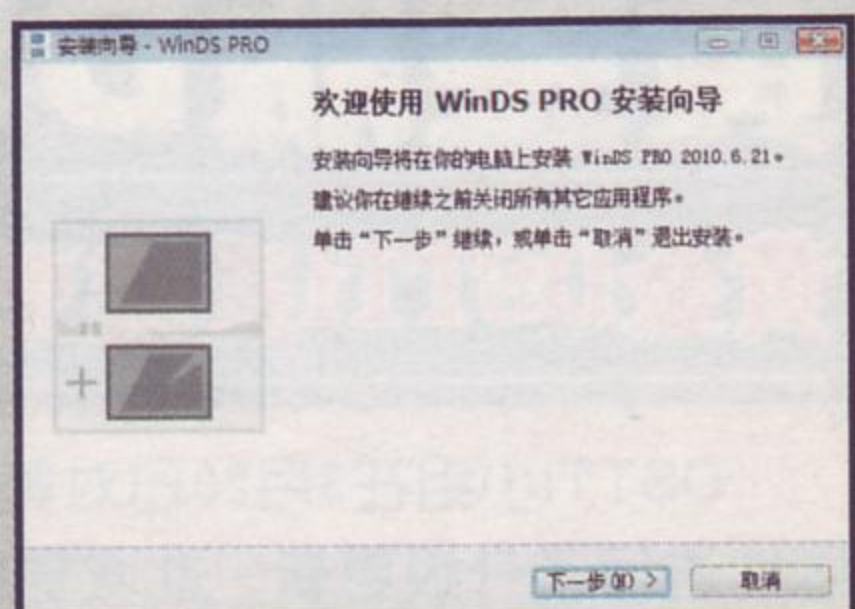 安装向导 - WinDS PRO
欢迎使用 WinDS PRO 安装向导
安装向导将在你的电脑上安装 WinDS PRO 2010.6.21。
建议你在继续之前关闭所有其它应用程序。
单击“下一步”继续，或单击“取消”退出安装。
下一步(N) >
取消